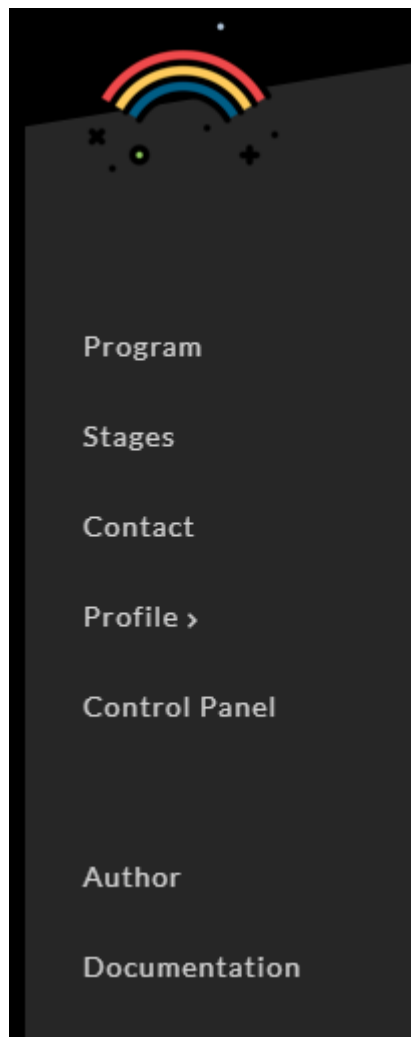 Program
Stages
Contact
Profile ›
Control Panel
Author
Documentation